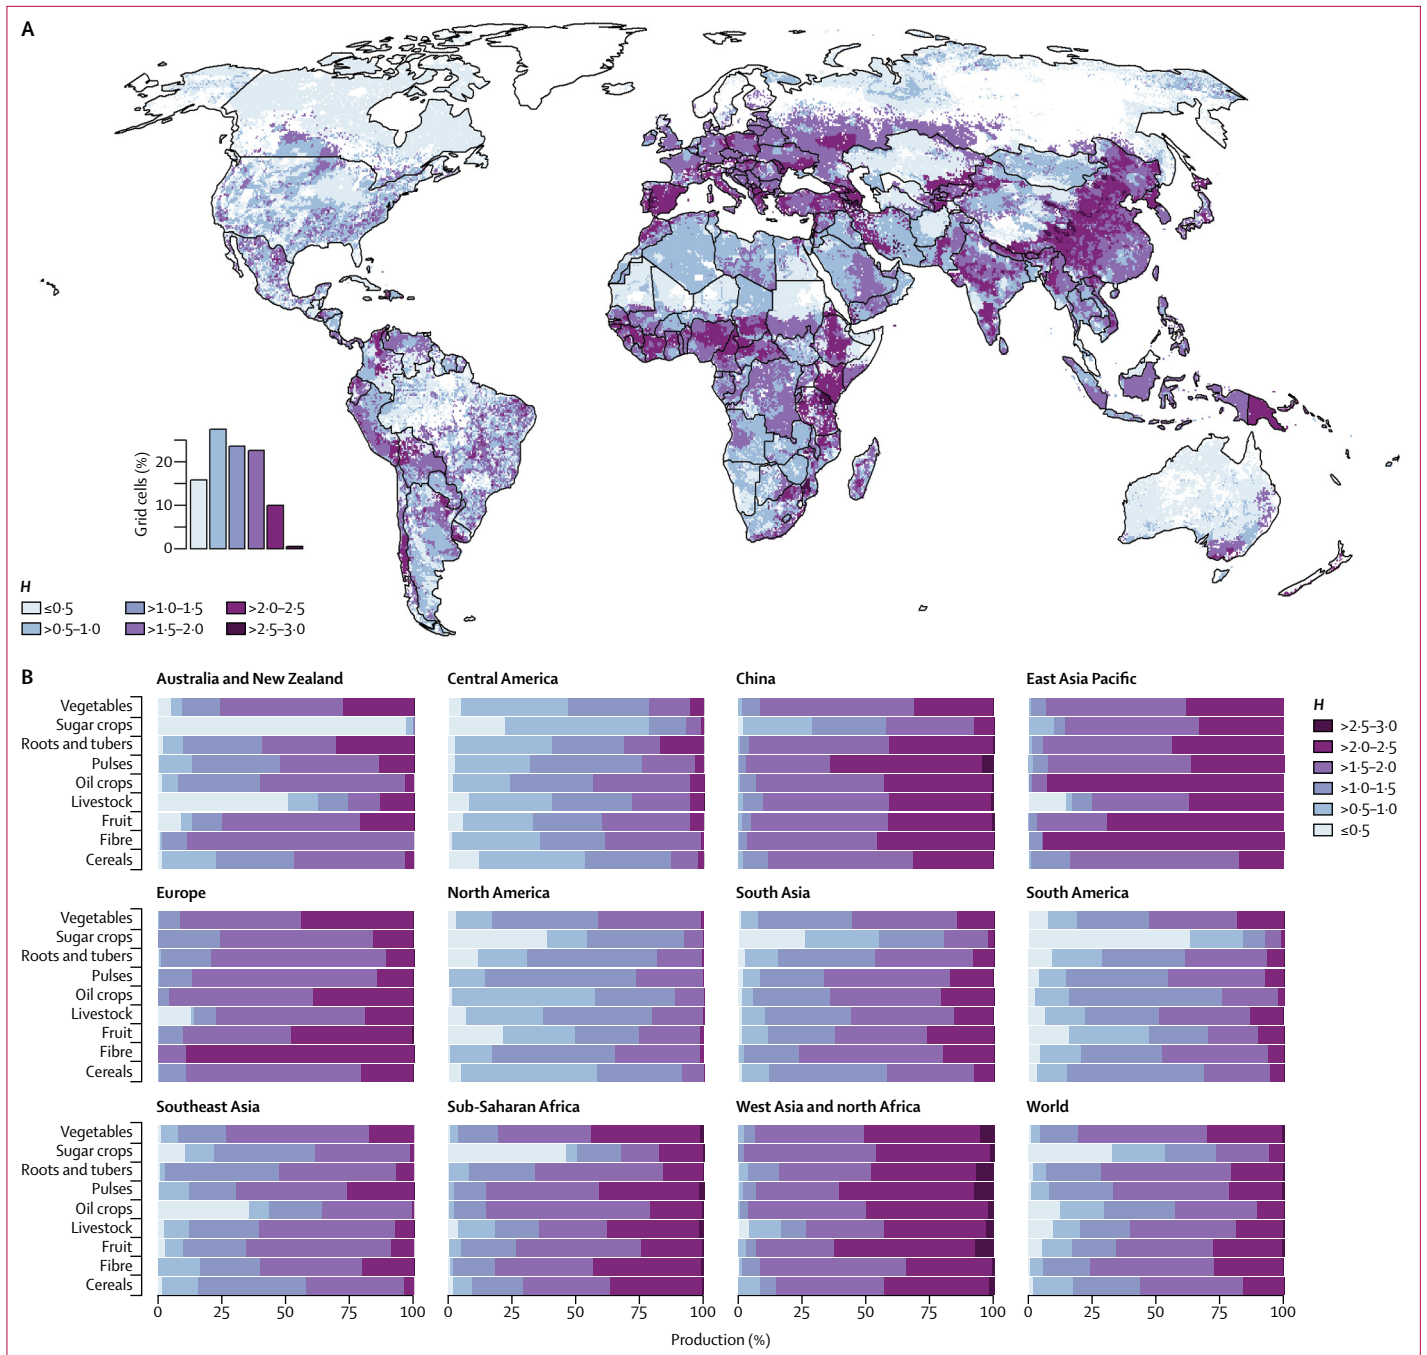 A
Grid cells (%)
20
10
0
H
≤0·5 >1·0–1·5 >2·0–2·5
>0·5–1·0 >1·5–2·0 >2·5–3·0
B
Australia and New Zealand Central America China East Asia Pacific
Vegetables
Sugar crops
Roots and tubers
Pulses
Oil crops
Livestock
Fruit
Fibre
Cereals
H
>2·5–3·0
>2·0–2·5
>1·5–2·0
>1·0–1·5
>0·5–1·0
≤0·5
Europe North America South Asia South America
Vegetables
Sugar crops
Roots and tubers
Pulses
Oil crops
Livestock
Fruit
Fibre
Cereals
Southeast Asia Sub-Saharan Africa West Asia and north Africa World
Vegetables
Sugar crops
Roots and tubers
Pulses
Oil crops
Livestock
Fruit
Fibre
Cereals
0 25 50 75 100 0 25 50 75 100 0 25 50 75 100 0 25 50 75 100
Production (%)